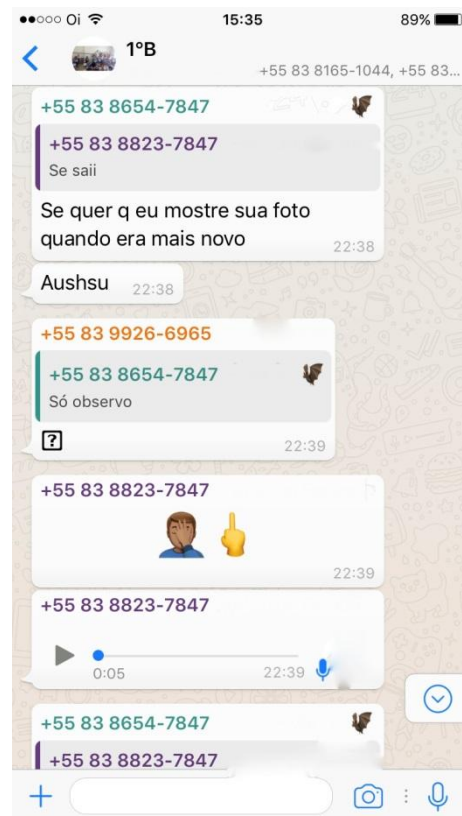 Oi 15:35 89%
1°B
+55 83 8165-1044, +55 83...
+55 83 8654-7847
+55 83 8823-7847
Se saii
Se quer q eu mostre sua foto
quando era mais novo 22:38
Aushsu 22:38
+55 83 9926-6965
+55 83 8654-7847
Só observo
22:39
+55 83 8823-7847
22:39
+55 83 8823-7847
0:05 22:39
+55 83 8654-7847
+55 83 8823-7847